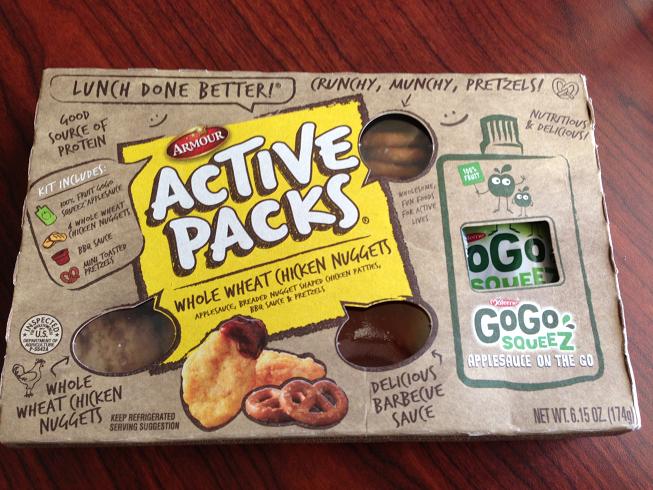 LUNCH DONE BETTER!®
CRUNCHY, MUNCHY, PRETZELS!
GOOD
SOURCE OF
PROTEIN
NUTRITIOUS
& DELICIOUS!
ARMOUR
ACTIVE
PACKS®
WHOLE WHEAT CHICKEN NUGGETS
APPLESAUCE, BREADED NUGGET SHAPED CHICKEN PATTIES,
BBQ SAUCE & PRETZELS
KIT INCLUDES:
100% FRUIT GOGO
SQUEEZ APPLESAUCE
4 WHOLE WHEAT
CHICKEN NUGGETS
BBQ SAUCE
MINI TOASTED
PRETZELS
WHOLESOME,
FUN FOODS
FOR ACTIVE
LIVES
100%
FRUIT
OGO
SQUEEZ
Materne
GOGO
SQUEEZ
APPLESAUCE ON THE GO
INSPECTED
U.S.
DEPARTMENT OF
AGRICULTURE
WHOLE
WHEAT CHICKEN
NUGGETS
KEEP REFRIGERATED
SERVING SUGGESTION
DELICIOUS
BARBECUE
SAUCE
NET WT. 6.15 OZ. (174g)